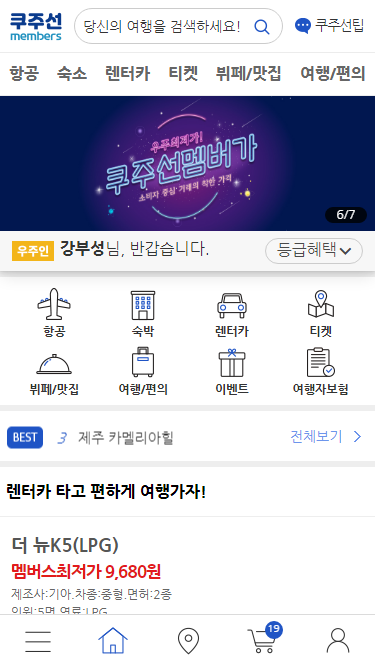 쿠주선
members
당신의 여행을 검색하세요!
쿠주선팁
항공 숙소 렌터카 티켓 뷔페/맛집 여행/편의
우주최저가!
쿠주선멤버가
소비자 중심 거래의 착한 가격
6/7
우주인 강부성님, 반갑습니다.
등급혜택
항공 숙박 렌터카 티켓
뷔페/맛집 여행/편의 이벤트 여행자보험
BEST 3 제주 카멜리아힐 전체보기
렌터카 타고 편하게 여행가자!
더 뉴K5(LPG)
멤버스최저가 9,680원
제조사:기아.차종:중형.면허:2종
인원:5명.연료:LPG
19